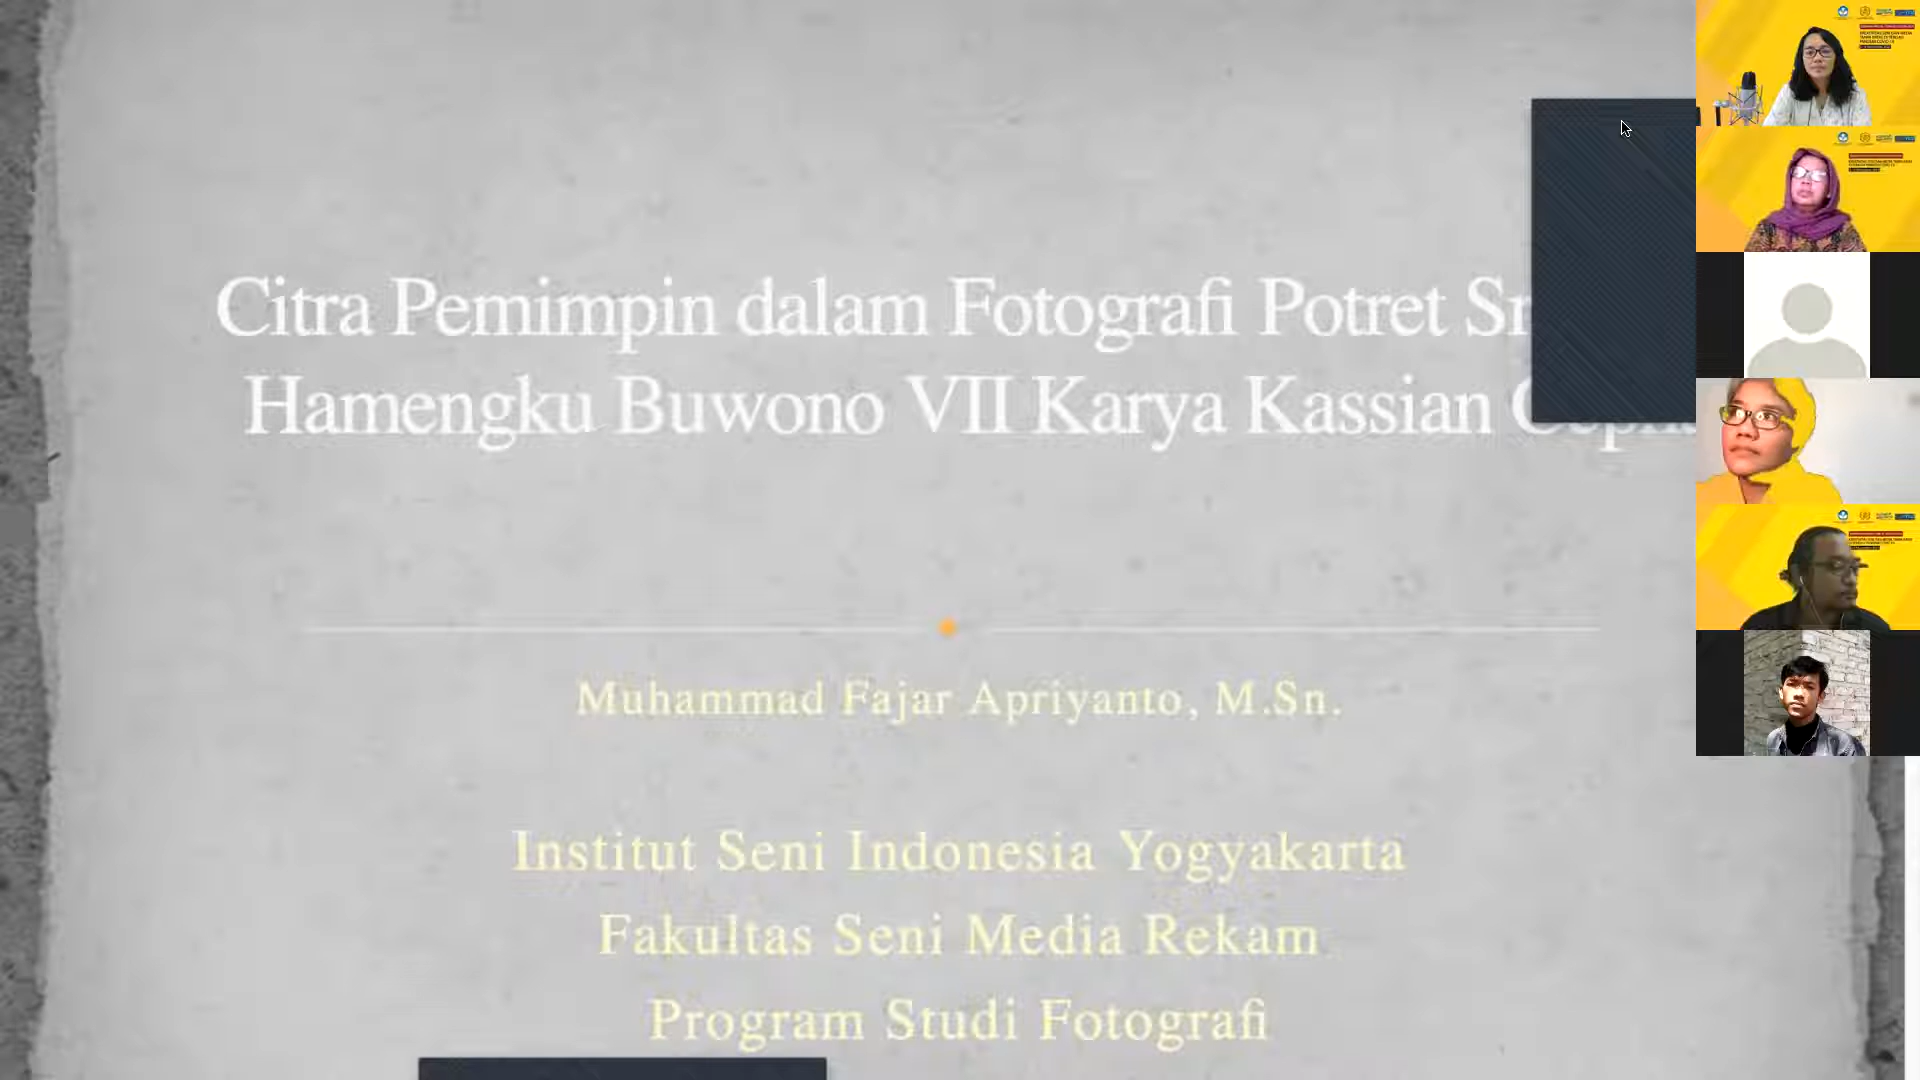 Citra Pemimpin dalam Fotografi Potret
Hamengku Buwono VII Karya Kassian
Muhammad Fajar Apriyanto, M.Sn.
Institut Seni Indonesia Yogyakarta
Fakultas Seni Media Rekam
Program Studi Fotografi